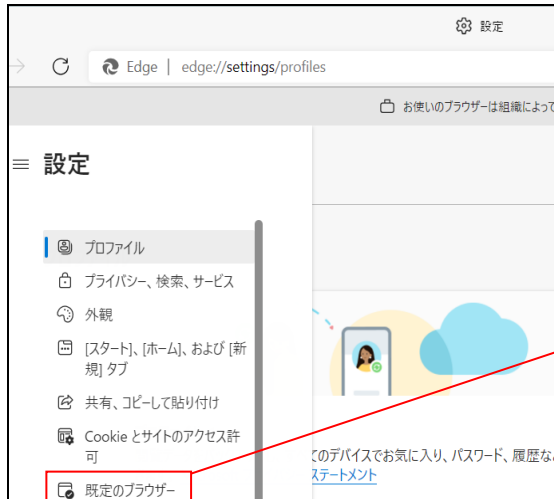 設定
Edge | edge://settings/profiles
お使いのブラウザーは組織によって
設定
プロファイル
プライバシー、検索、サービス
外観
[スタート]、[ホーム]、および [新
規] タブ
共有、コピーして貼り付け
Cookie とサイトのアクセス許
可
てのデバイスでお気に入り、パスワード、履歴な
ステートメント
既定のブラウザー